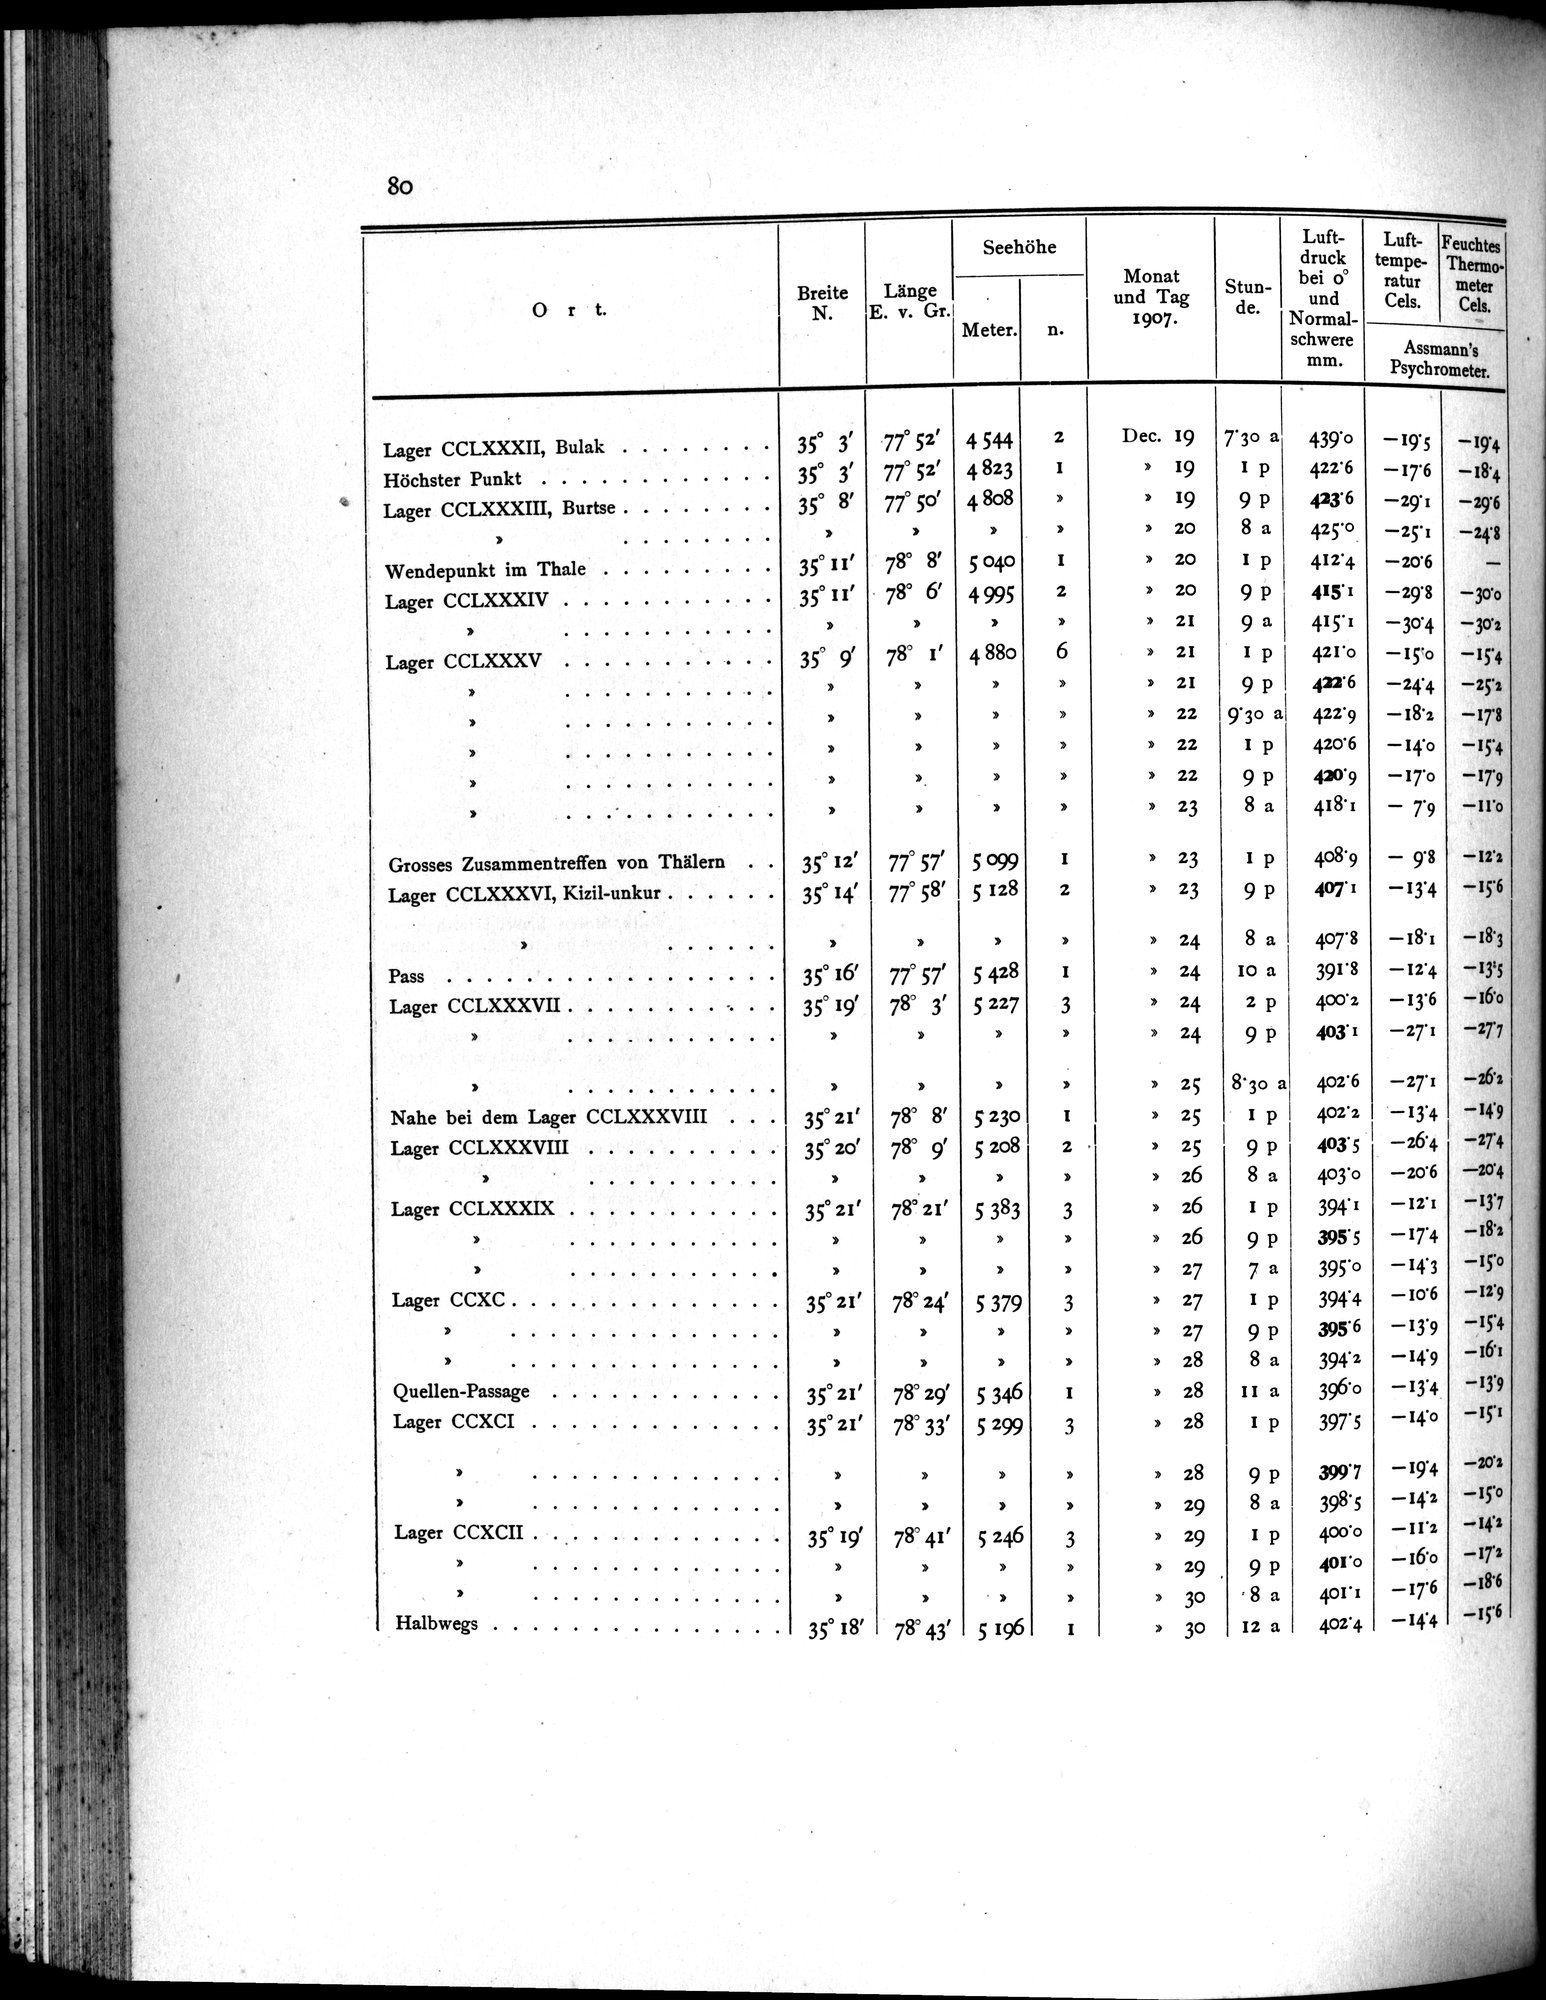 80
O r t. | Breite N. | Länge E. v. Gr. | Seehöhe Meter. | Seehöhe n. | Monat und Tag 1907. | Stun-de. | Luft-druck bei 0° und Normal-schwere mm. | Luft-tempe-ratur Cels. | Feuchtes Thermo-meter Cels. | Assmann's Psychrometer.
Lager CCLXXXII, Bulak . . . . . . . . 35° 3′ 77° 52′ 4 544 2 Dec. 19 7·30 a 439·0 −19·5 −19·4
Höchster Punkt . . . . . . . . . . . . 35° 3′ 77° 52′ 4 823 1 » 19 1 p 422·6 −17·6 −18·4
Lager CCLXXXIII, Burtse . . . . . . . . 35° 8′ 77° 50′ 4 808 » » 19 9 p 423·6 −29·1 −29·6
» . . . . . . . . » » » » » 20 8 a 425·0 −25·1 −24·8
Wendepunkt im Thale . . . . . . . . . 35° 11′ 78° 8′ 5 040 1 » 20 1 p 412·4 −20·6 —
Lager CCLXXXIV . . . . . . . . . . . 35° 11′ 78° 6′ 4 995 2 » 20 9 p 415·1 −29·8 −30·0
» . . . . . . . . . . . » » » » » 21 9 a 415·1 −30·4 −30·2
Lager CCLXXXV . . . . . . . . . . . 35° 9′ 78° 1′ 4 880 6 » 21 1 p 421·0 −15·0 −15·4
» . . . . . . . . . . . » » » » » 21 9 p 422·6 −24·4 −25·2
» . . . . . . . . . . . » » » » » 22 9·30 a 422·9 −18·2 −17·8
» . . . . . . . . . . . » » » » » 22 1 p 420·6 −14·0 −15·4
» . . . . . . . . . . . » » » » » 22 9 p 420·9 −17·0 −17·9
» . . . . . . . . . . . » » » » » 23 8 a 418·1 − 7·9 −11·0
Grosses Zusammentreffen von Thälern . . 35° 12′ 77° 57′ 5 099 1 » 23 1 p 408·9 − 9·8 −12·2
Lager CCLXXXVI, Kizil-unkur . . . . . . 35° 14′ 77° 58′ 5 128 2 » 23 9 p 407·1 −13·4 −15·6
» . . . . . . » » » » » 24 8 a 407·8 −18·1 −18·3
Pass . . . . . . . . . . . . . . . . . 35° 16′ 77° 57′ 5 428 1 » 24 10 a 391·8 −12·4 −13·5
Lager CCLXXXVII . . . . . . . . . . . 35° 19′ 78° 3′ 5 227 3 » 24 2 p 400·2 −13·6 −16·0
» . . . . . . . . . . . » » » » » 24 9 p 403·1 −27·1 −27·7
» . . . . . . . . . . . » » » » » 25 8·30 a 402·6 −27·1 −26·2
Nahe bei dem Lager CCLXXXVIII . . . 35° 21′ 78° 8′ 5 230 1 » 25 1 p 402·2 −13·4 −14·9
Lager CCLXXXVIII . . . . . . . . . . 35° 20′ 78° 9′ 5 208 2 » 25 9 p 403·5 −26·4 −27·4
» . . . . . . . . . . » » » » » 26 8 a 403·0 −20·6 −20·4
Lager CCLXXXIX . . . . . . . . . . . 35° 21′ 78° 21′ 5 383 3 » 26 1 p 394·1 −12·1 −13·7
» . . . . . . . . . . . » » » » » 26 9 p 395·5 −17·4 −18·2
» . . . . . . . . . . . » » » » » 27 7 a 395·0 −14·3 −15·0
Lager CCXC . . . . . . . . . . . . . . 35° 21′ 78° 24′ 5 379 3 » 27 1 p 394·4 −10·6 −12·9
» . . . . . . . . . . . . . . » » » » » 27 9 p 395·6 −13·9 −15·4
» . . . . . . . . . . . . . . » » » » » 28 8 a 394·2 −14·9 −16·1
Quellen-Passage . . . . . . . . . . . . 35° 21′ 78° 29′ 5 346 1 » 28 11 a 396·0 −13·4 −13·9
Lager CCXCI . . . . . . . . . . . . . 35° 21′ 78° 33′ 5 299 3 » 28 1 p 397·5 −14·0 −15·1
» . . . . . . . . . . . . . » » » » » 28 9 p 399·7 −19·4 −20·2
» . . . . . . . . . . . . . » » » » » 29 8 a 398·5 −14·2 −15·0
Lager CCXCII . . . . . . . . . . . . . 35° 19′ 78° 41′ 5 246 3 » 29 1 p 400·0 −11·2 −14·2
» . . . . . . . . . . . . . » » » » » 29 9 p 401·0 −16·0 −17·2
» . . . . . . . . . . . . . » » » » » 30 8 a 401·1 −17·6 −18·6
Halbwegs . . . . . . . . . . . . . . . 35° 18′ 78° 43′ 5 196 1 » 30 12 a 402·4 −14·4 −15·6